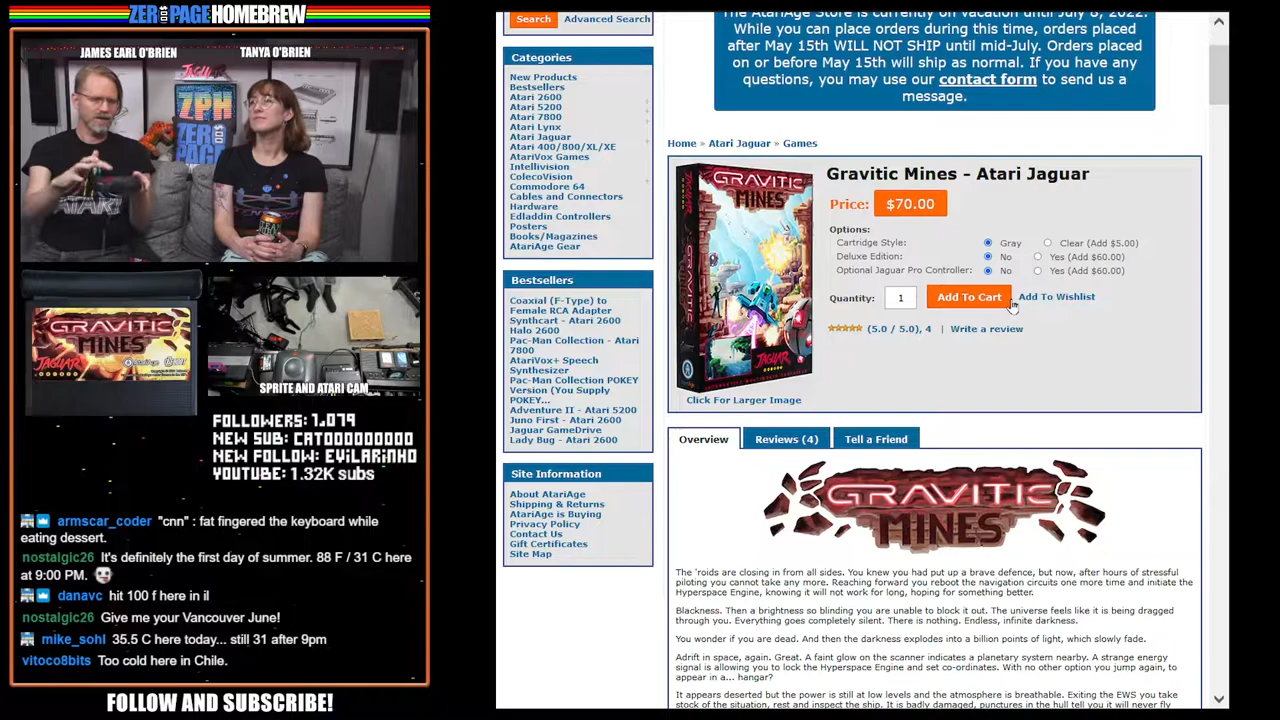 ZERO PAGE HOMEBREW
JAMES EARL O'BRIEN
TANYA O'BRIEN
JAGUAR
ZPH
ZERO
PAGE
ATARI
GRAVITIC
MINES
JAGUAR
SPRITE AND ATARI CAM
FOLLOWERS: 1,079
NEW SUB: CATOOOOOOOOO
NEW FOLLOW: EVILARINHO
YOUTUBE: 1.32K subs
armscar_coder "cnn" : fat fingered the keyboard while
eating dessert.
nostalgic26 It's definitely the first day of summer. 88 F / 31 C here
at 9:00 PM.
danavc hit 100 f here in il
nostalgic26 Give me your Vancouver June!
mike_sohl 35.5 C here today... still 31 after 9pm
vitoco8bits Too cold here in Chile.
FOLLOW AND SUBSCRIBE!
Search Advanced Search
Categories
New Products
Bestsellers
Atari 2600
Atari 5200
Atari 7800
Atari Lynx
Atari Jaguar
Atari 400/800/XL/XE
AtariVox Games
Intellivision
ColecoVision
Commodore 64
Cables and Connectors
Hardware
Edladdin Controllers
Posters
Books/Magazines
AtariAge Gear
Bestsellers
Coaxial (F-Type) to
Female RCA Adapter
Synthcart - Atari 2600
Halo 2600
Pac-Man Collection - Atari
7800
AtariVox+ Speech
Synthesizer
Pac-Man Collection POKEY
Version (You Supply
POKEY...
Adventure II - Atari 5200
Juno First - Atari 2600
Jaguar GameDrive
Lady Bug - Atari 2600
Site Information
About AtariAge
Shipping & Returns
AtariAge is Buying
Privacy Policy
Contact Us
Gift Certificates
Site Map
The AtariAge Store is currently on vacation until July 8, 2022.
While you can place orders during this time, orders placed
after May 15th WILL NOT SHIP until mid-July. Orders placed
on or before May 15th will ship as normal. If you have any
questions, you may use our contact form to send us a
message.
Home » Atari Jaguar » Games
GRAVITIC
MINES
JAGUAR
Click For Larger Image
Gravitic Mines - Atari Jaguar
Price: $70.00
Options:
Cartridge Style: Gray Clear (Add $5.00)
Deluxe Edition: No Yes (Add $60.00)
Optional Jaguar Pro Controller: No Yes (Add $60.00)
Quantity: 1 Add To Cart Add To Wishlist
(5.0 / 5.0), 4 | Write a review
Overview Reviews (4) Tell a Friend
GRAVITIC
MINES
The 'roids are closing in from all sides. You knew you had put up a brave defence, but now, after hours of stressful
piloting you cannot take any more. Reaching forward you reboot the navigation circuits one more time and initiate the
Hyperspace Engine, knowing it will not work for long, hoping for something better.
Blackness. Then a brightness so blinding you are unable to block it out. The universe feels like it is being dragged
through you. Everything goes completely silent. There is nothing. Endless, infinite darkness.
You wonder if you are dead. And then the darkness explodes into a billion points of light, which slowly fade.
Adrift in space, again. Great. A faint glow on the scanner indicates a planetary system nearby. A strange energy
signal is allowing you to lock the Hyperspace Engine and set co-ordinates. With no other option you jump again, to
appear in a... hangar?
It appears deserted but the power is still at low levels and the atmosphere is breathable. Exiting the EWS you take
stock of the situation, rest and inspect the ship. It is badly damaged, punctures in the hull tell you it will never fly